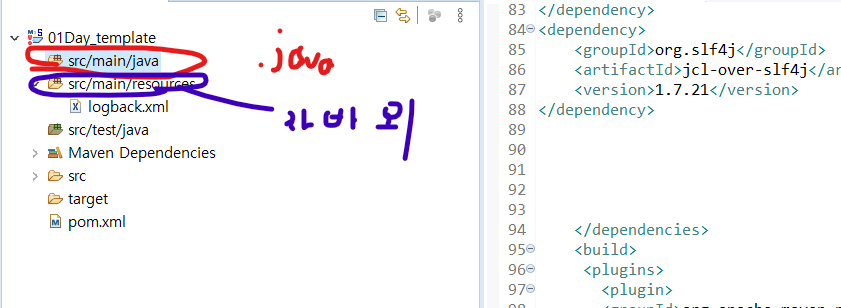 01Day_template
src/main/java
.java
src/main/resources
logback.xml
자바 외
src/test/java
Maven Dependencies
src
target
pom.xml
83 </dependency>
84 <dependency>
85 <groupId>org.slf4j</groupId>
86 <artifactId>jcl-over-slf4j</ar
87 <version>1.7.21</version>
88 </dependency>
89
90
91
92
93
94 </dependencies>
95 <build>
96 <plugins>
97 <plugin>